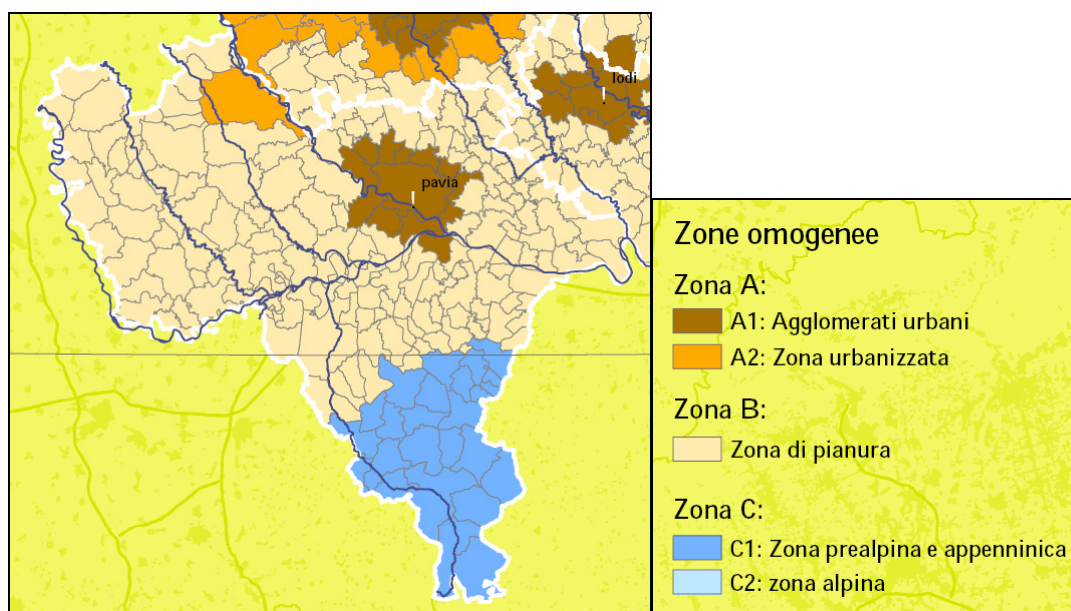 lodi
pavia
Zone omogenee
Zona A:
A1: Agglomerati urbani
A2: Zona urbanizzata
Zona B:
Zona di pianura
Zona C:
C1: Zona prealpina e appenninica
C2: zona alpina